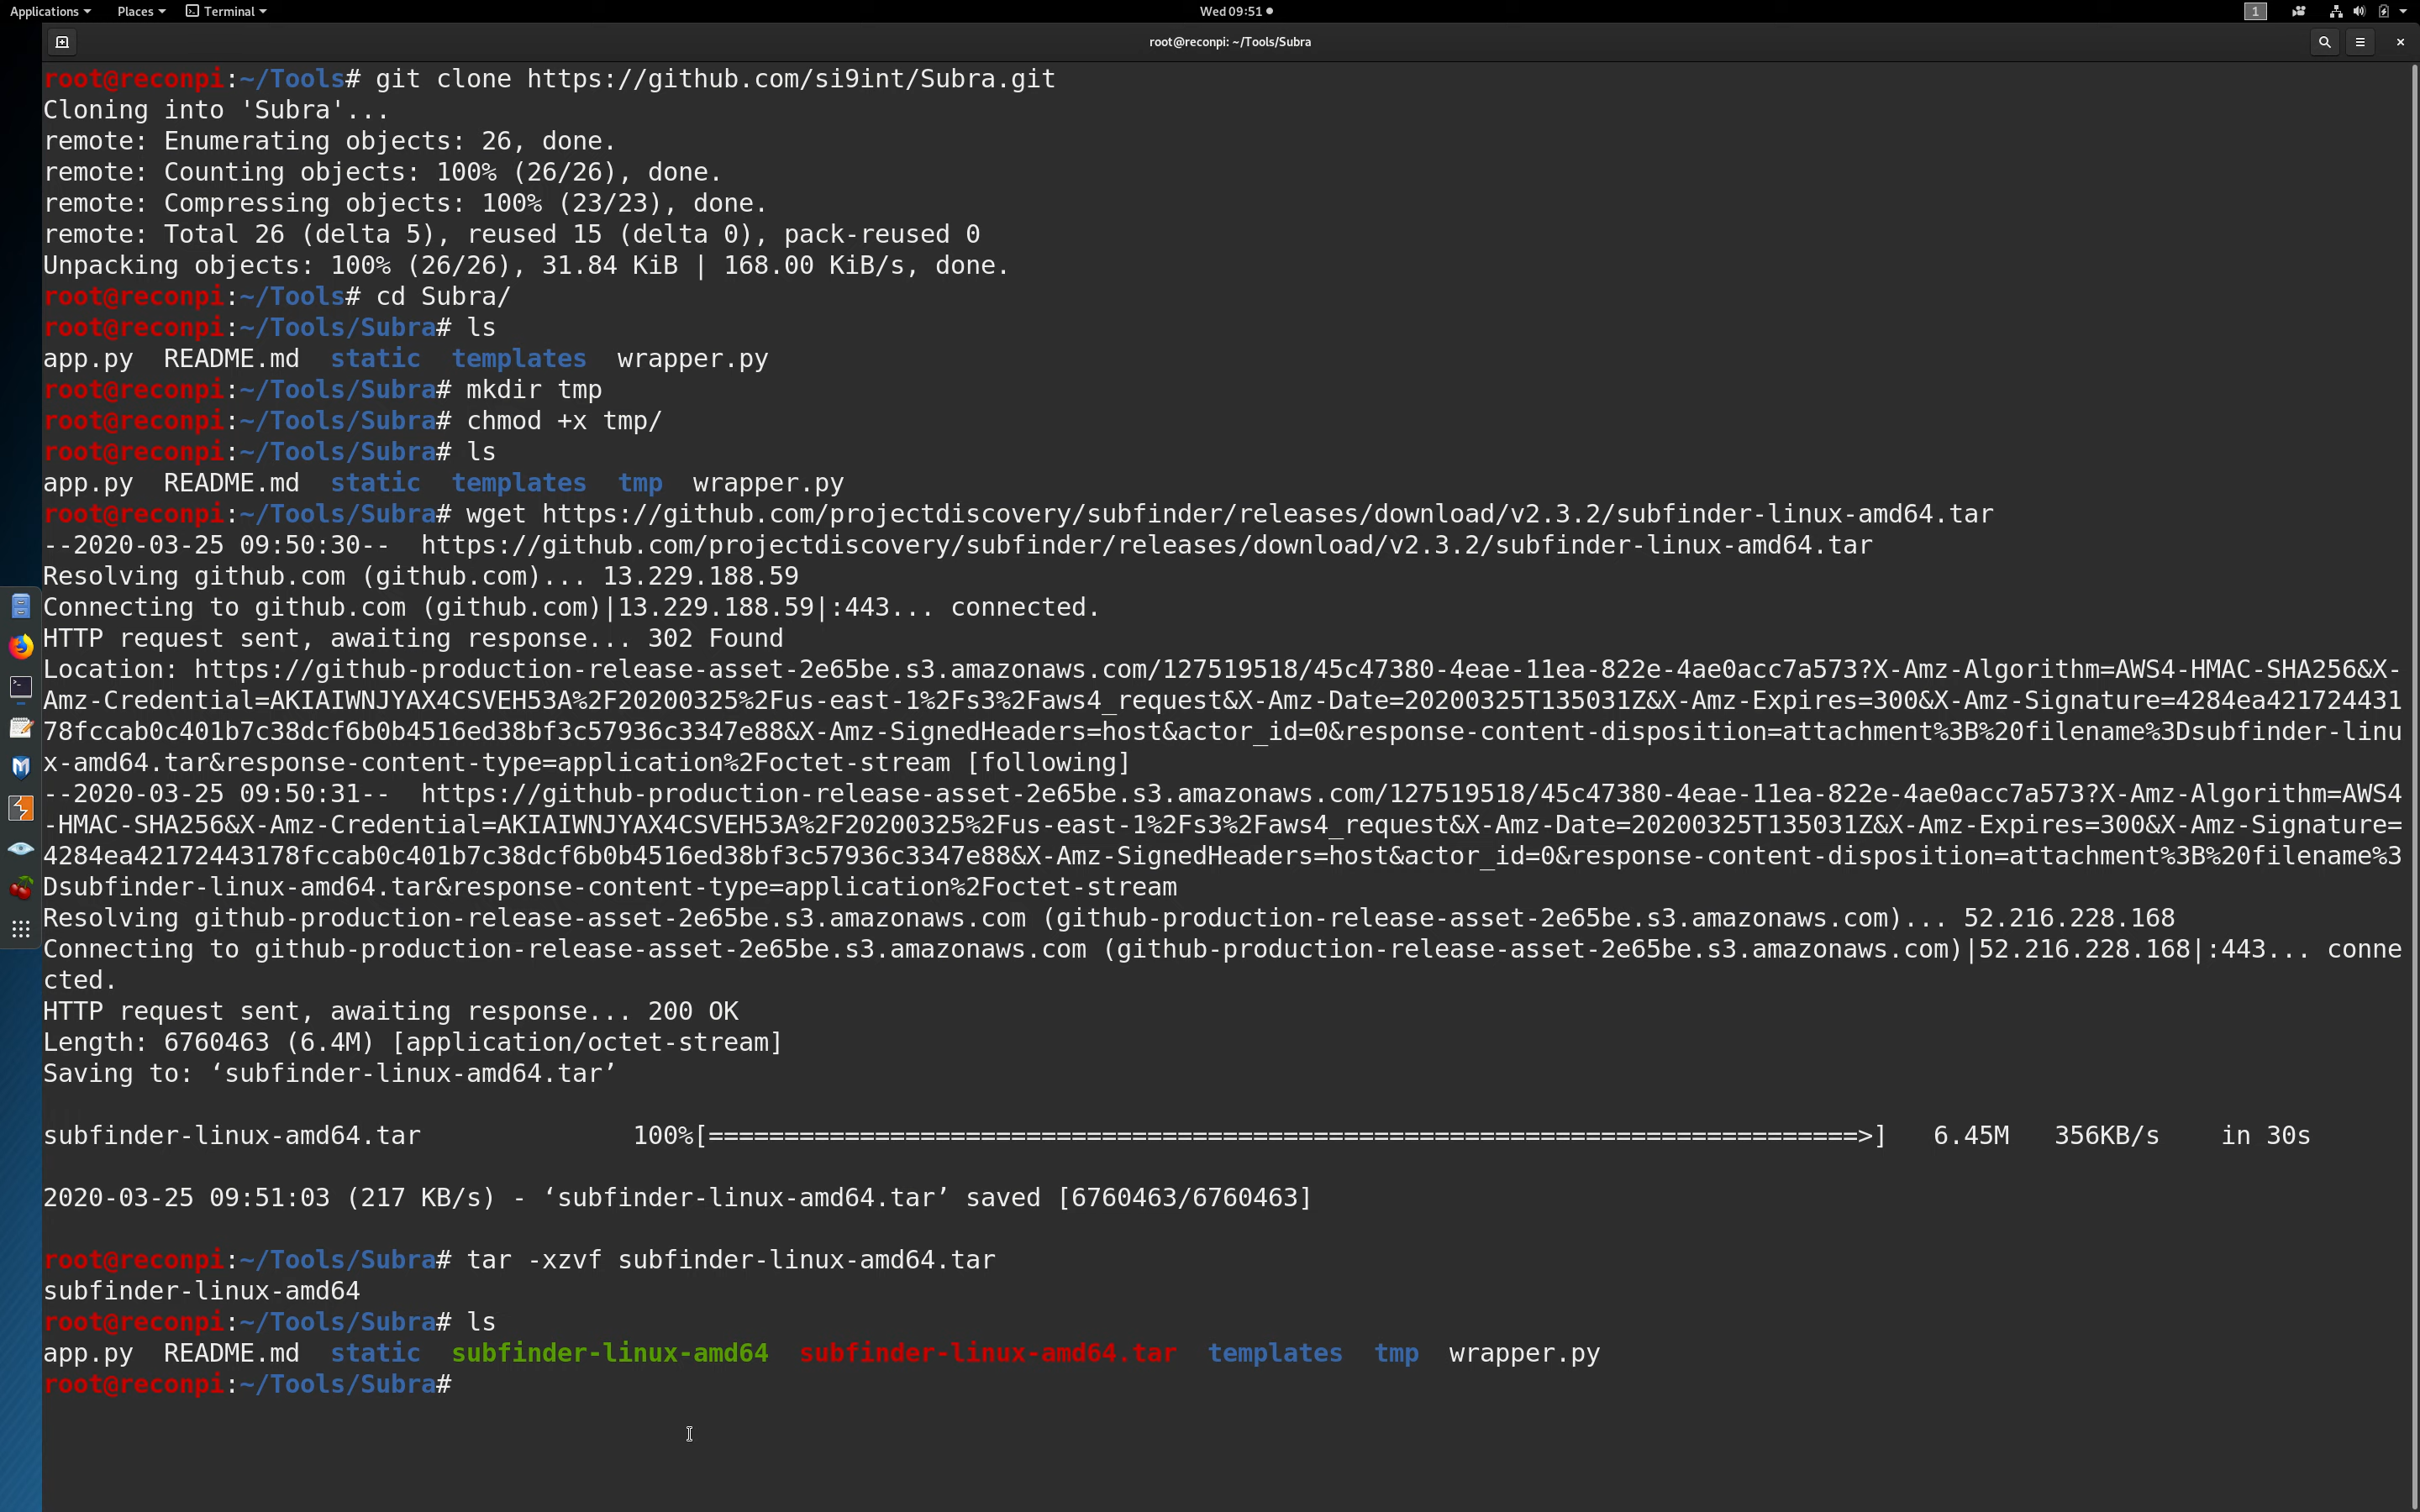 Applications Places Terminal Wed 09:51 1
root@reconpi: ~/Tools/Subra
root@reconpi:~/Tools# git clone https://github.com/si9int/Subra.git
Cloning into 'Subra'...
remote: Enumerating objects: 26, done.
remote: Counting objects: 100% (26/26), done.
remote: Compressing objects: 100% (23/23), done.
remote: Total 26 (delta 5), reused 15 (delta 0), pack-reused 0
Unpacking objects: 100% (26/26), 31.84 KiB | 168.00 KiB/s, done.
root@reconpi:~/Tools# cd Subra/
root@reconpi:~/Tools/Subra# ls
app.py  README.md  static  templates  wrapper.py
root@reconpi:~/Tools/Subra# mkdir tmp
root@reconpi:~/Tools/Subra# chmod +x tmp/
root@reconpi:~/Tools/Subra# ls
app.py  README.md  static  templates  tmp  wrapper.py
root@reconpi:~/Tools/Subra# wget https://github.com/projectdiscovery/subfinder/releases/download/v2.3.2/subfinder-linux-amd64.tar
--2020-03-25 09:50:30--  https://github.com/projectdiscovery/subfinder/releases/download/v2.3.2/subfinder-linux-amd64.tar
Resolving github.com (github.com)... 13.229.188.59
Connecting to github.com (github.com)|13.229.188.59|:443... connected.
HTTP request sent, awaiting response... 302 Found
Location: https://github-production-release-asset-2e65be.s3.amazonaws.com/127519518/45c47380-4eae-11ea-822e-4ae0acc7a573?X-Amz-Algorithm=AWS4-HMAC-SHA256&X-
Amz-Credential=AKIAIWNJYAX4CSVEH53A%2F20200325%2Fus-east-1%2Fs3%2Faws4_request&X-Amz-Date=20200325T135031Z&X-Amz-Expires=300&X-Amz-Signature=4284ea421724431
78fccab0c401b7c38dcf6b0b4516ed38bf3c57936c3347e88&X-Amz-SignedHeaders=host&actor_id=0&response-content-disposition=attachment%3B%20filename%3Dsubfinder-linu
x-amd64.tar&response-content-type=application%2Foctet-stream [following]
--2020-03-25 09:50:31--  https://github-production-release-asset-2e65be.s3.amazonaws.com/127519518/45c47380-4eae-11ea-822e-4ae0acc7a573?X-Amz-Algorithm=AWS4
-HMAC-SHA256&X-Amz-Credential=AKIAIWNJYAX4CSVEH53A%2F20200325%2Fus-east-1%2Fs3%2Faws4_request&X-Amz-Date=20200325T135031Z&X-Amz-Expires=300&X-Amz-Signature=
4284ea42172443178fccab0c401b7c38dcf6b0b4516ed38bf3c57936c3347e88&X-Amz-SignedHeaders=host&actor_id=0&response-content-disposition=attachment%3B%20filename%3
Dsubfinder-linux-amd64.tar&response-content-type=application%2Foctet-stream
Resolving github-production-release-asset-2e65be.s3.amazonaws.com (github-production-release-asset-2e65be.s3.amazonaws.com)... 52.216.228.168
Connecting to github-production-release-asset-2e65be.s3.amazonaws.com (github-production-release-asset-2e65be.s3.amazonaws.com)|52.216.228.168|:443... conne
cted.
HTTP request sent, awaiting response... 200 OK
Length: 6760463 (6.4M) [application/octet-stream]
Saving to: ‘subfinder-linux-amd64.tar’
subfinder-linux-amd64.tar 100%[============================================================================>] 6.45M 356KB/s in 30s
2020-03-25 09:51:03 (217 KB/s) - ‘subfinder-linux-amd64.tar’ saved [6760463/6760463]
root@reconpi:~/Tools/Subra# tar -xzvf subfinder-linux-amd64.tar
subfinder-linux-amd64
root@reconpi:~/Tools/Subra# ls
app.py  README.md  static  subfinder-linux-amd64  subfinder-linux-amd64.tar  templates  tmp  wrapper.py
root@reconpi:~/Tools/Subra#